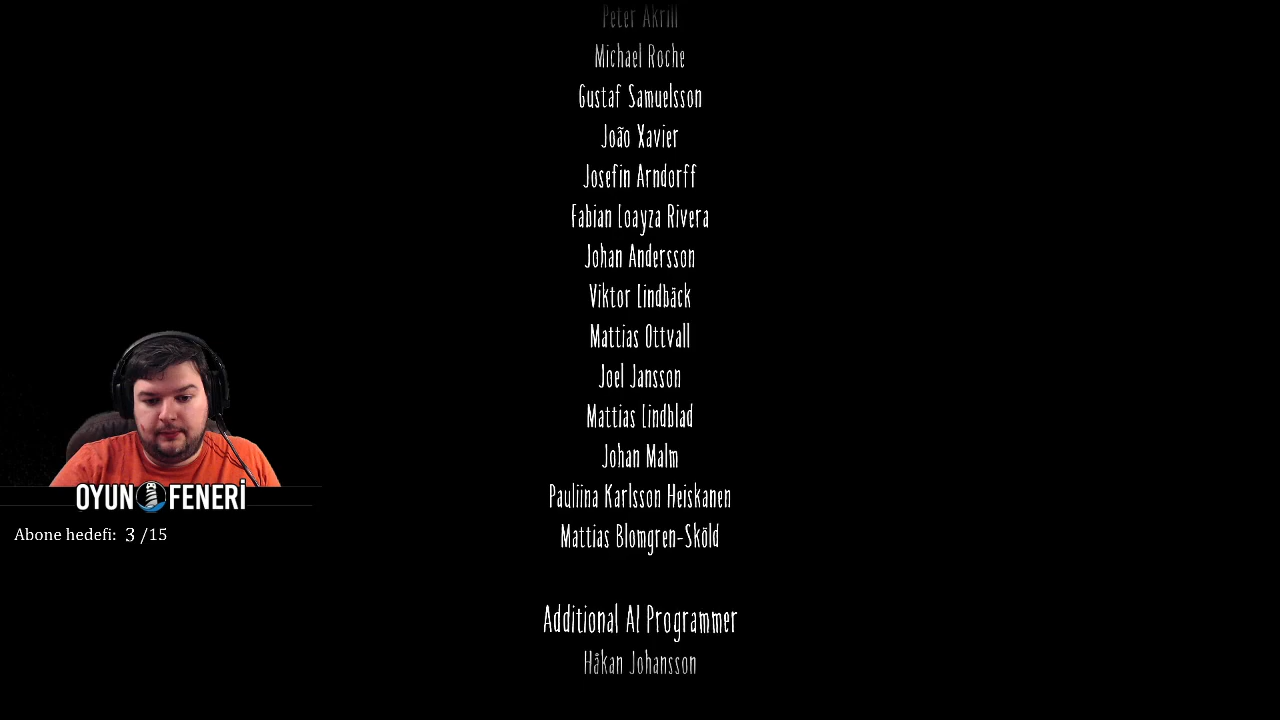 Peter Akrill
Michael Roche
Gustaf Samuelsson
João Xavier
Josefin Arndorff
Fabian Loayza Rivera
Johan Andersson
Viktor Lindbäck
Mattias Ottvall
Joel Jansson
Mattias Lindblad
Johan Malm
Pauliina Karlsson Heiskanen
Mattias Blomgren-Sköld
Additional AI Programmer
Håkan Johansson
OYUN FENERİ
Abone hedefi: 3 /15